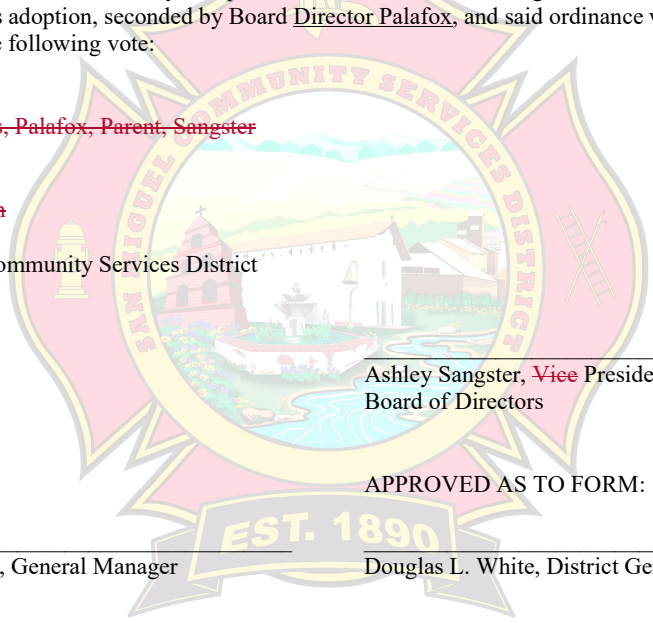 s adoption, seconded by Board Director Palafox, and said ordinance w
e following vote:
s, Palafox, Parent, Sangster
n
ommunity Services District
SAN MIGUEL COMMUNITY SERVICES DISTRICT
Ashley Sangster, Vice Preside
Board of Directors
APPROVED AS TO FORM:
EST. 1890
, General Manager
Douglas L. White, District Ge